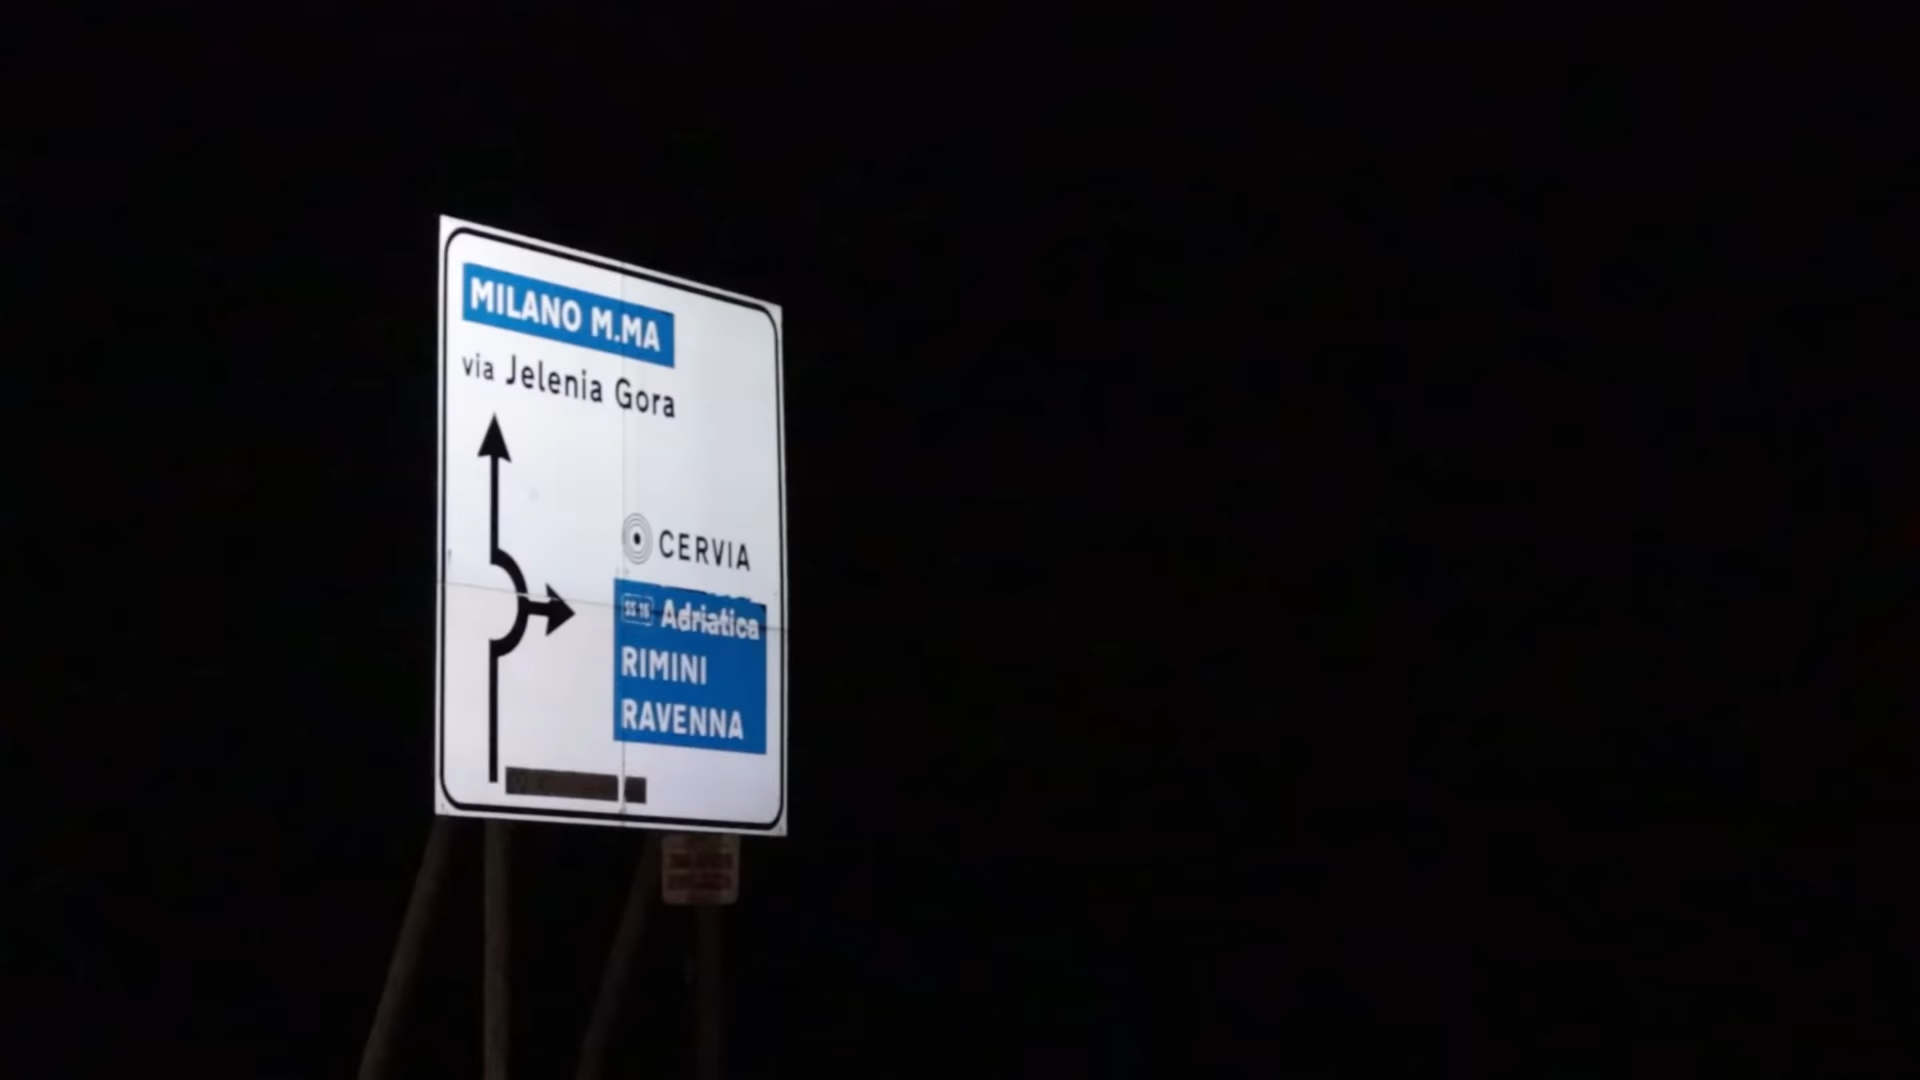 MILANO M.MA
via Jelenia Gora
CERVIA
SS 16 Adriatica
RIMINI
RAVENNA